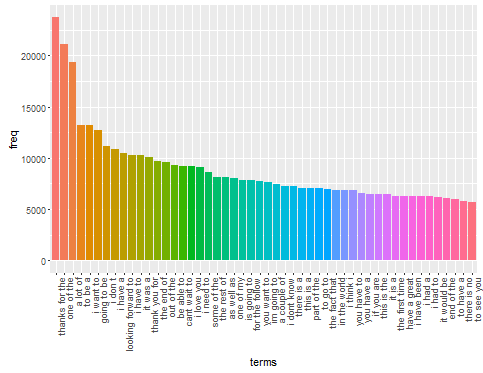 freq
20000
15000
10000
5000
0
thanks for the
one of the
a lot of
to be a
i want to
going to be
i don t
i have a
looking forward to
i have to
it was a
thank you for
the end of
out of the
be able to
cant wait to
i love you
i need to
some of the
the rest of
as well as
one of my
is going to
for the follow
you want to
im going to
a couple of
i dont know
there is a
this is a
part of the
to go to
the fact that
in the world
i think i
you have to
you have a
if you are
this is the
it is a
the first time
have a great
i have been
i had a
i had to
it would be
end of the
to have a
there is no
to see you
terms